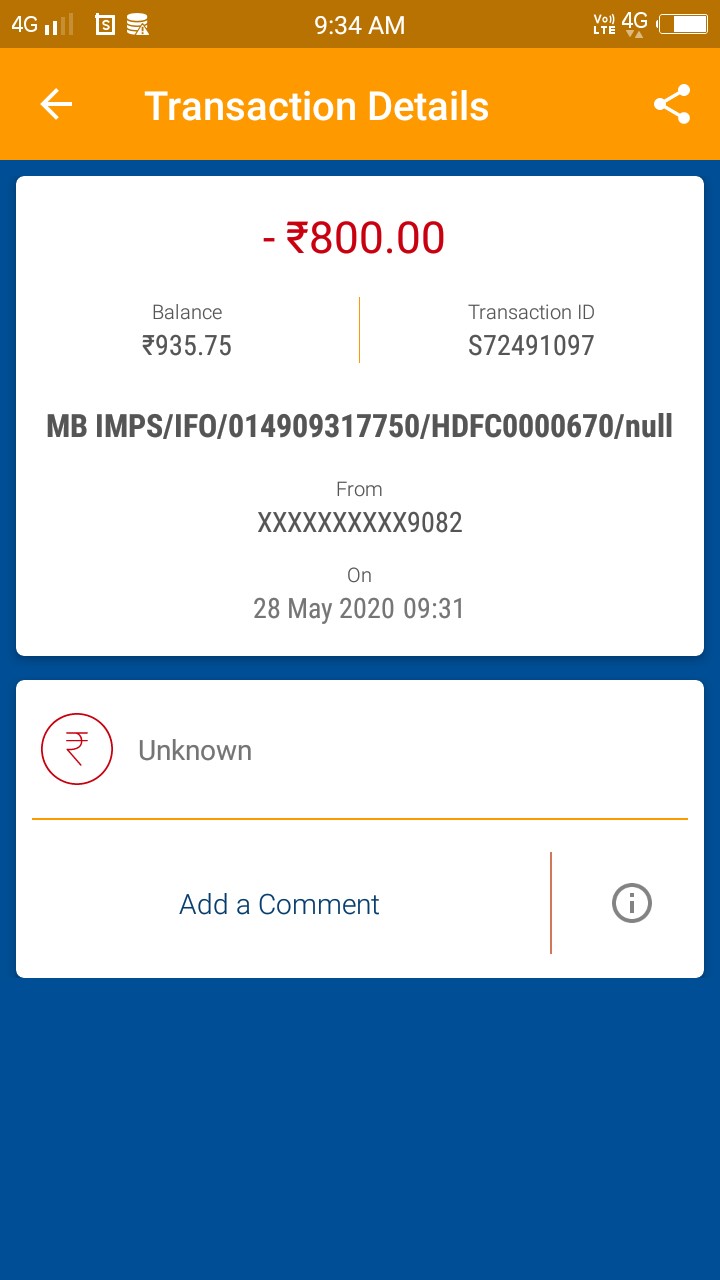 4G 9:34 AM Vo)) LTE 4G
Transaction Details
- ₹800.00
Balance
₹935.75
Transaction ID
S72491097
MB IMPS/IFO/014909317750/HDFC0000670/null
From
XXXXXXXXXX9082
On
28 May 2020 09:31
₹ Unknown
Add a Comment